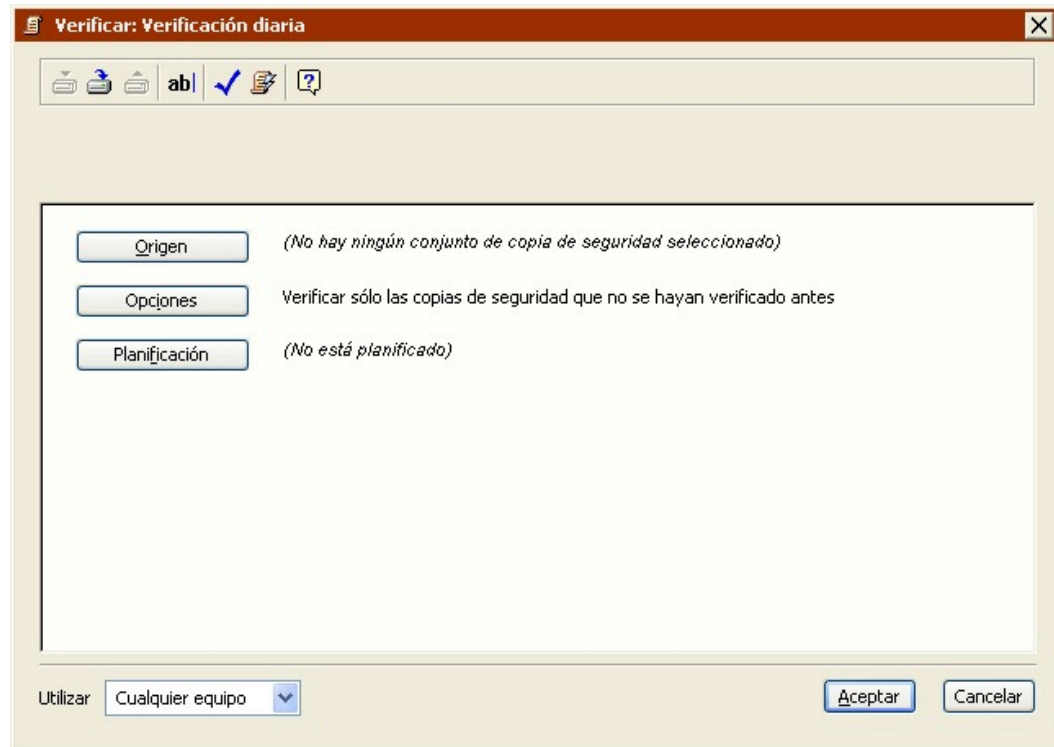 Verificar: Verificación diaria
ab
Origen (No hay ningún conjunto de copia de seguridad seleccionado)
Opciones Verificar sólo las copias de seguridad que no se hayan verificado antes
Planificación (No está planificado)
Utilizar Cualquier equipo Aceptar Cancelar